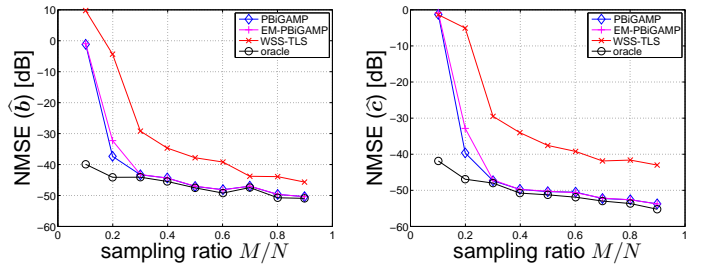 10
0
−10
−20
−30
−40
−50
−60
NMSE (b̂) [dB]
PBiGAMP
EM−PBiGAMP
WSS−TLS
oracle
0 0.2 0.4 0.6 0.8 1
sampling ratio M/N
0
−10
−20
−30
−40
−50
−60
NMSE (ĉ) [dB]
PBiGAMP
EM−PBiGAMP
WSS−TLS
oracle
0 0.2 0.4 0.6 0.8 1
sampling ratio M/N